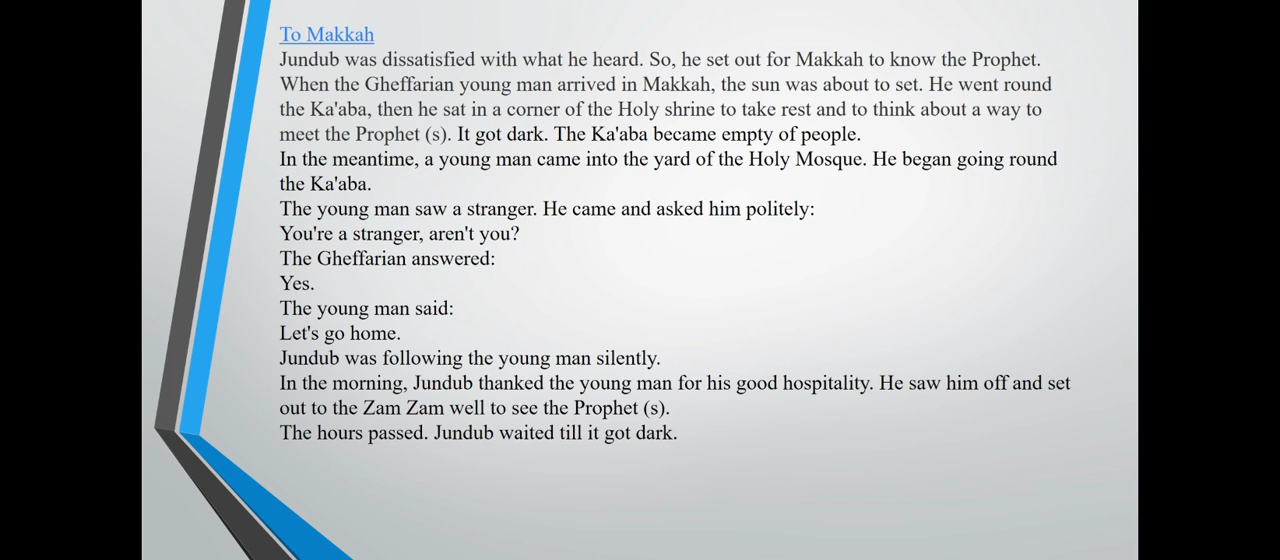 To Makkah
Jundub was dissatisfied with what he heard. So, he set out for Makkah to know the Prophet.
When the Gheffarian young man arrived in Makkah, the sun was about to set. He went round
the Ka'aba, then he sat in a corner of the Holy shrine to take rest and to think about a way to
meet the Prophet (s). It got dark. The Ka'aba became empty of people.
In the meantime, a young man came into the yard of the Holy Mosque. He began going round
the Ka'aba.
The young man saw a stranger. He came and asked him politely:
You're a stranger, aren't you?
The Gheffarian answered:
Yes.
The young man said:
Let's go home.
Jundub was following the young man silently.
In the morning, Jundub thanked the young man for his good hospitality. He saw him off and set
out to the Zam Zam well to see the Prophet (s).
The hours passed. Jundub waited till it got dark.